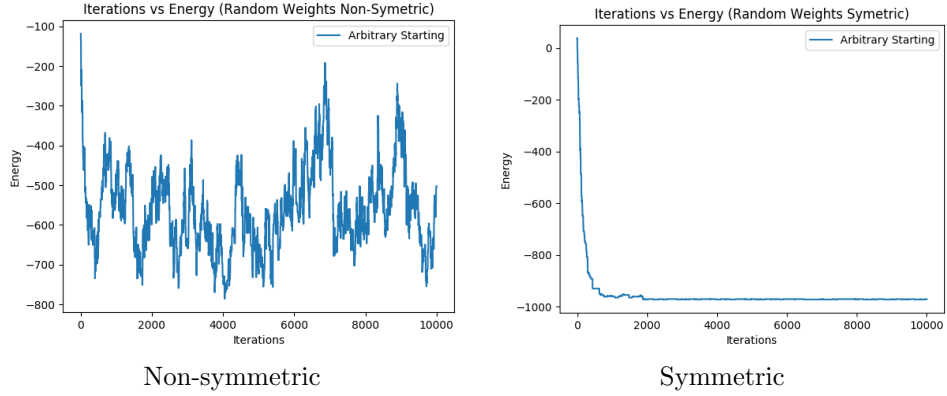 Iterations vs Energy (Random Weights Non-Symetric)
Arbitrary Starting
Energy
−100
−200
−300
−400
−500
−600
−700
−800
0 2000 4000 6000 8000 10000
Iterations
Non-symmetric
Iterations vs Energy (Random Weights Symetric)
Arbitrary Starting
Energy
0
−200
−400
−600
−800
−1000
0 2000 4000 6000 8000 10000
Iterations
Symmetric